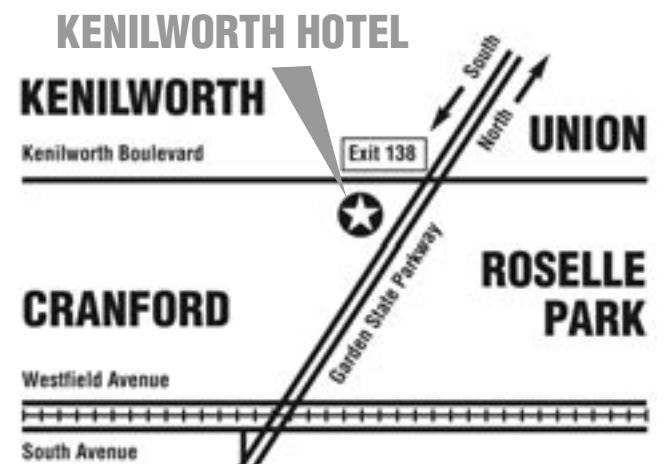 KENILWORTH HOTEL
South
KENILWORTH
North
UNION
Kenilworth Boulevard
Exit 138
Garden State Parkway
ROSELLE
PARK
CRANFORD
Westfield Avenue
South Avenue